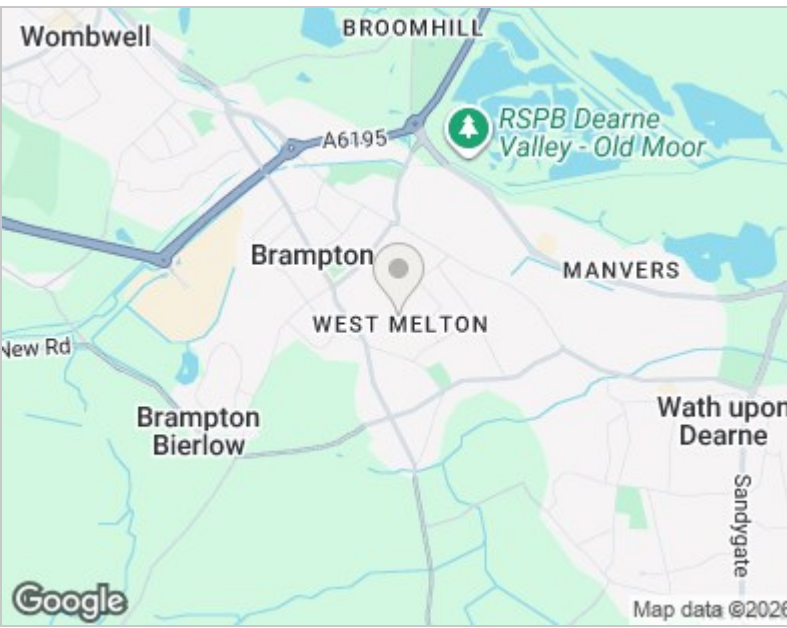 BROOMHILL
Wombwell
RSPB Dearne
Valley - Old Moor
A6195
Brampton
MANVERS
WEST MELTON
New Rd
Brampton
Bierlow
Wath upon
Dearne
Sandygate
Google
Map data ©2026